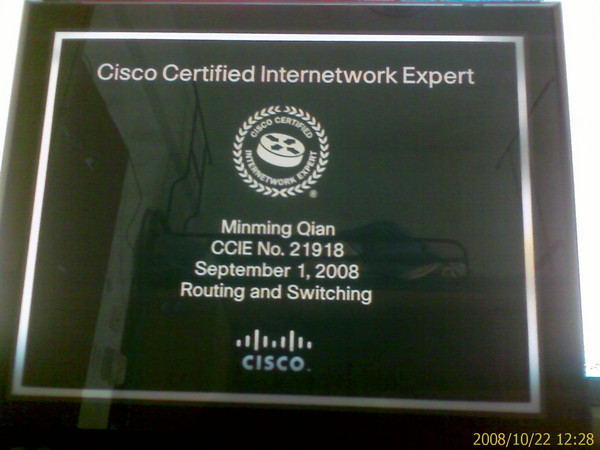 Cisco Certified Internetwork Expert
CISCO CERTIFIED
INTERNETWORK EXPERT
®
Minming Qian
CCIE No. 21918
September 1, 2008
Routing and Switching
CISCO™
2008/10/22 12:28